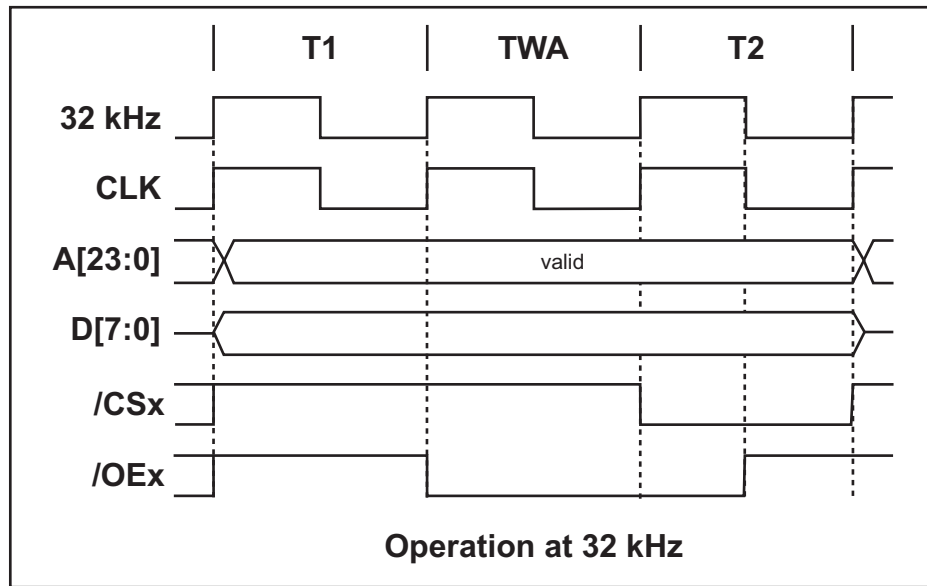 T1 TWA T2
32 kHz
CLK
A[23:0] valid
D[7:0]
/CSx
/OEx
Operation at 32 kHz